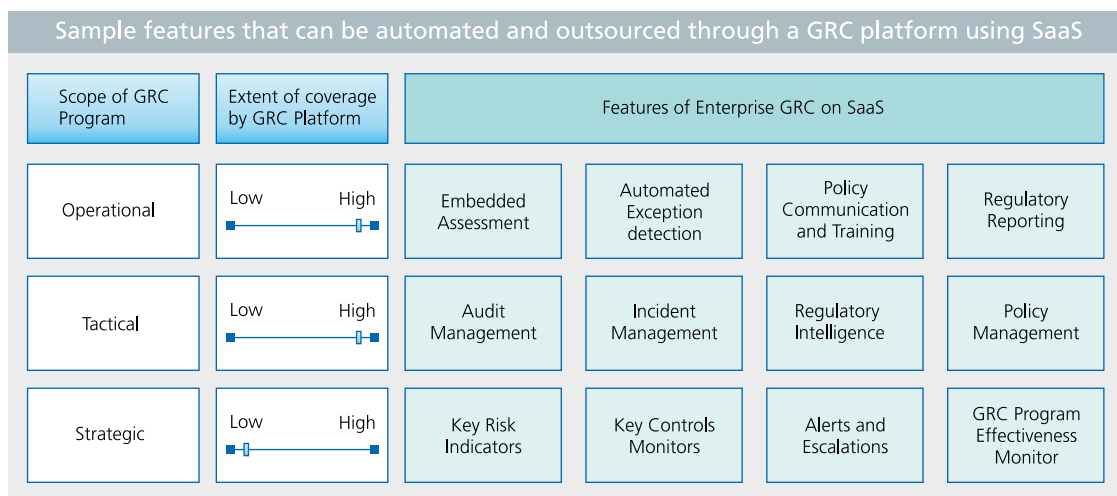 Sample features that can be automated and outsourced through a GRC platform using SaaS
Scope of GRC
Program
Extent of coverage
by GRC Platform
Features of Enterprise GRC on SaaS
Operational
Low High
Embedded
Assessment
Automated
Exception
detection
Policy
Communication
and Training
Regulatory
Reporting
Tactical
Low High
Audit
Management
Incident
Management
Regulatory
Intelligence
Policy
Management
Strategic
Low High
Key Risk
Indicators
Key Controls
Monitors
Alerts and
Escalations
GRC Program
Effectiveness
Monitor